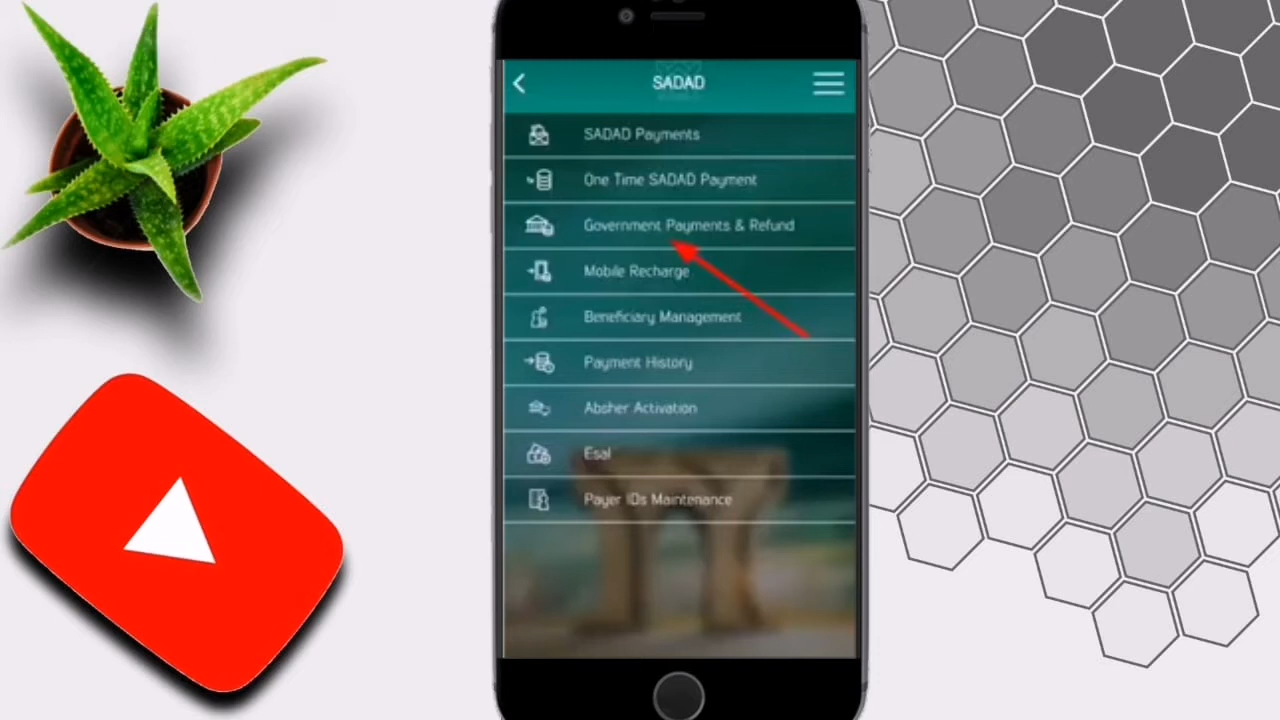 SADAD
SADAD Payments
One Time SADAD Payment
Government Payments & Refund
Mobile Recharge
Beneficiary Management
Payment History
Absher Activation
Esal
Payer IDs Maintenance